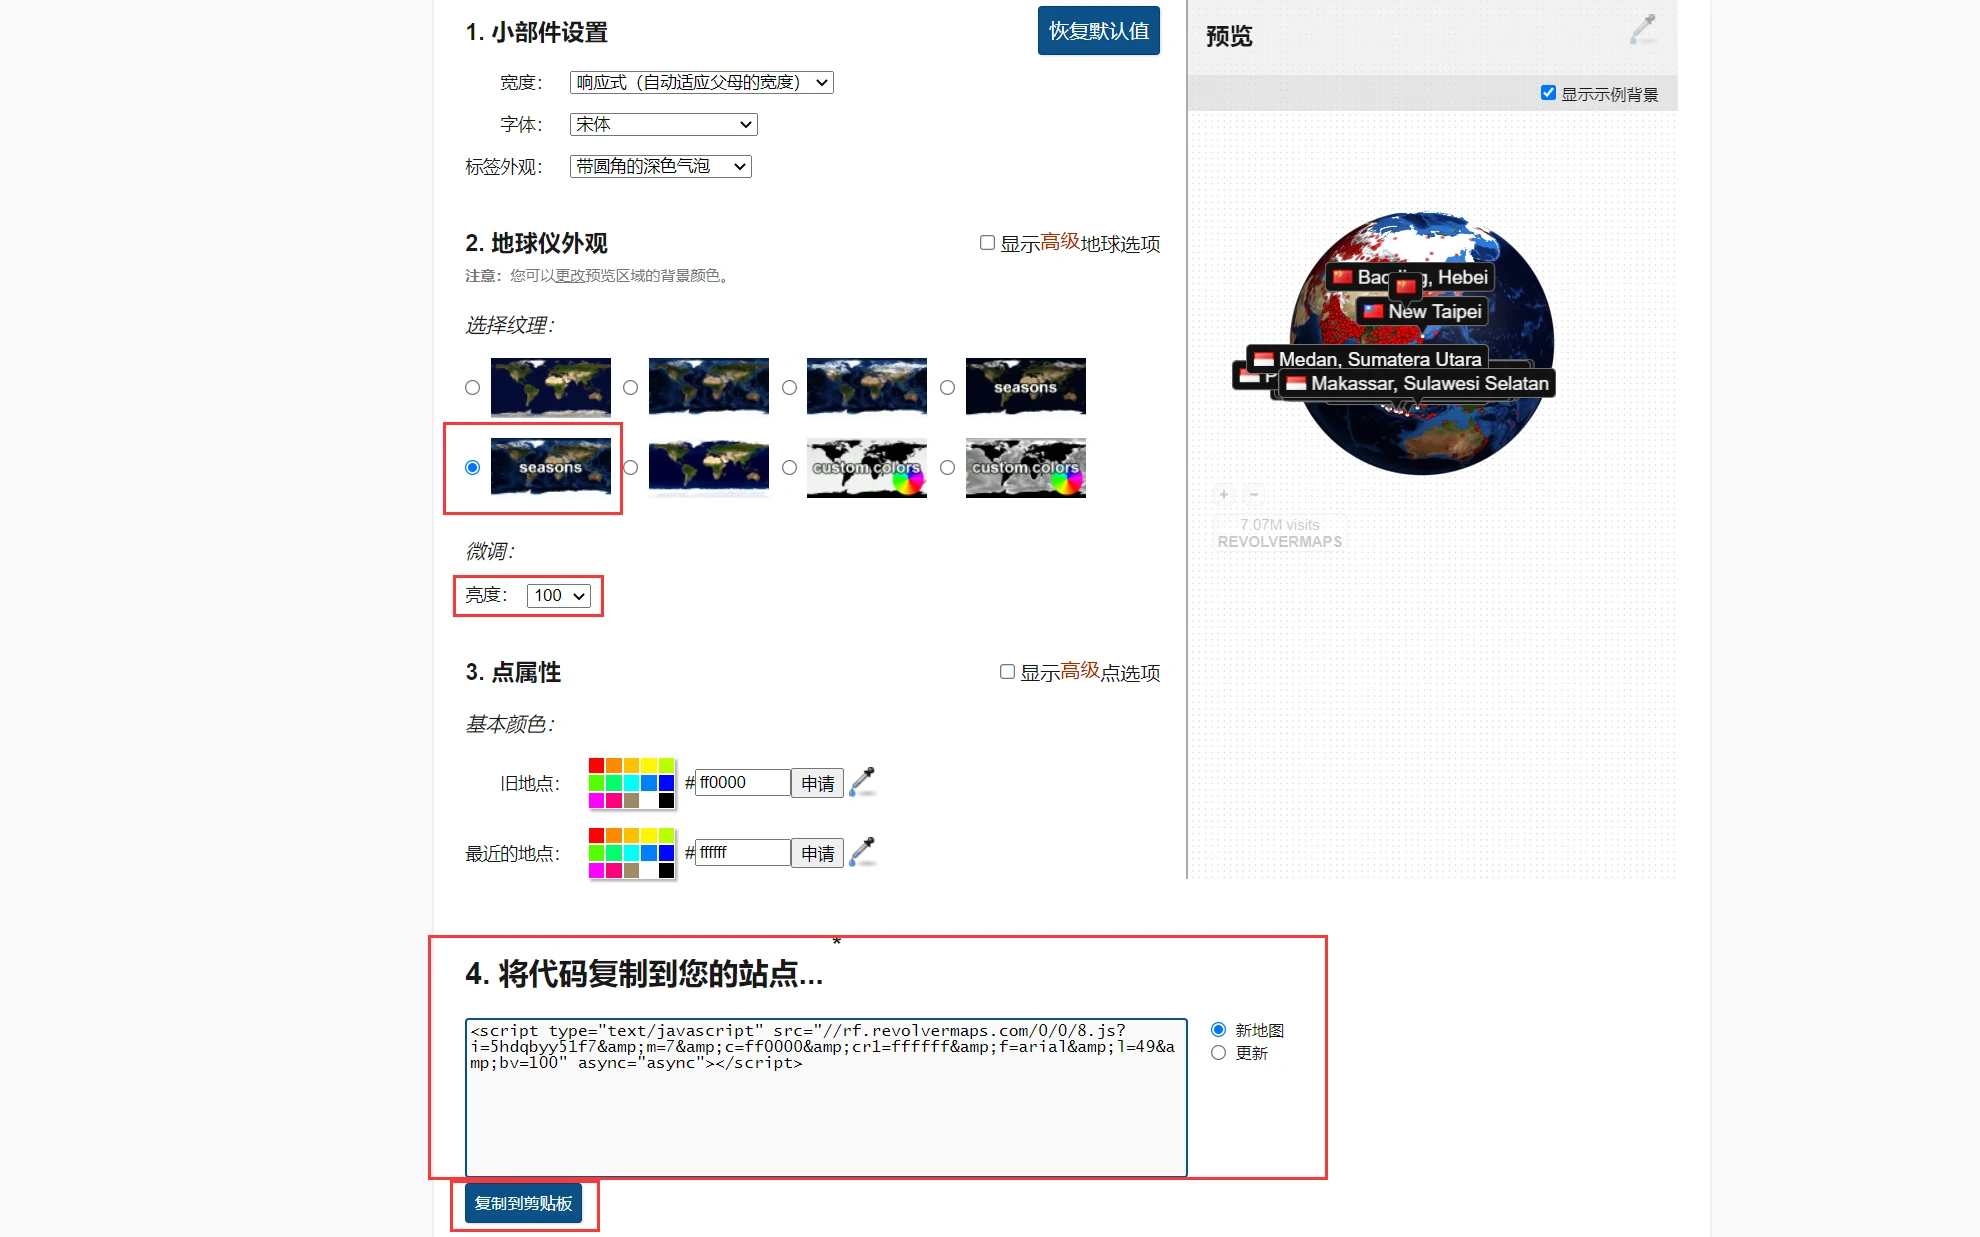 1. 小部件设置
恢复默认值
宽度：
响应式（自动适应父母的宽度）
字体：
宋体
标签外观：
带圆角的深色气泡
2. 地球仪外观
显示高级地球选项
注意：您可以更改预览区域的背景颜色。
选择纹理：
seasons
seasons
custom colors
custom colors
微调：
亮度：
100
3. 点属性
显示高级点选项
基本颜色：
旧地点：
#
ff0000
申请
最近的地点：
#
ffffff
申请
预览
显示示例背景
Baoding, Hebei
New Taipei
Medan, Sumatera Utara
P
Makassar, Sulawesi Selatan
+ -
7.07M visits
REVOLVERMAPS
*
4. 将代码复制到您的站点...
<script type="text/javascript" src="//rf.revolvermaps.com/0/0/8.js?
i=5hdqbyy5lf7&amp;m=7&amp;c=ff0000&amp;cr1=ffffff&amp;f=arial&amp;l=49&a
mp;bv=100" async="async"></script>
新地图
更新
复制到剪贴板